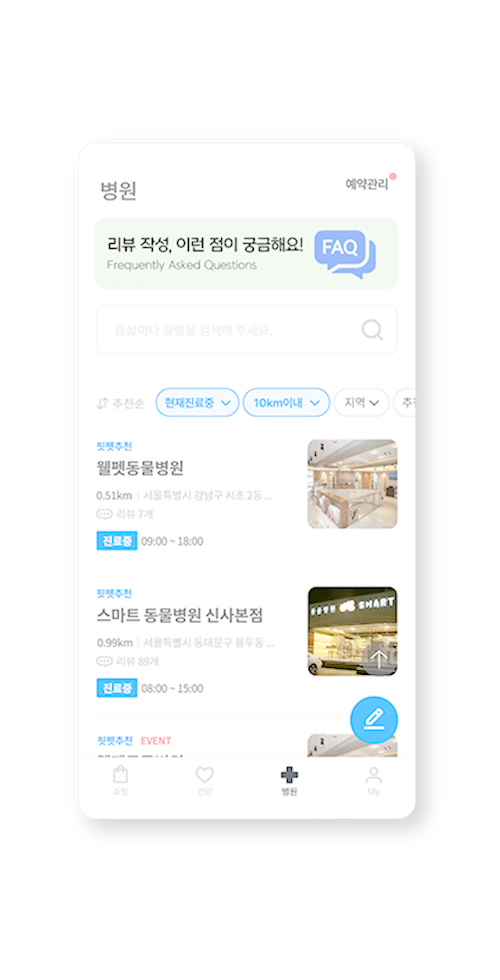 병원
예약관리
리뷰 작성, 이런 점이 궁금해요!
Frequently Asked Questions
FAQ
증상이나 질병을 검색해 주세요.
추천순
현재진료중
10km이내
지역
핏펫추천
웰펫동물병원
0.51km | 서울특별시 강남구 서초 2동 ...
리뷰 7개
진료중 09:00 ~ 18:00
핏펫추천
스마트 동물병원 신사본점
0.99km | 서울특별시 동대문구 용두동 ...
리뷰 89개
진료중 08:00 ~ 15:00
SMART
핏펫추천 EVENT
쇼핑
건강
병원
My